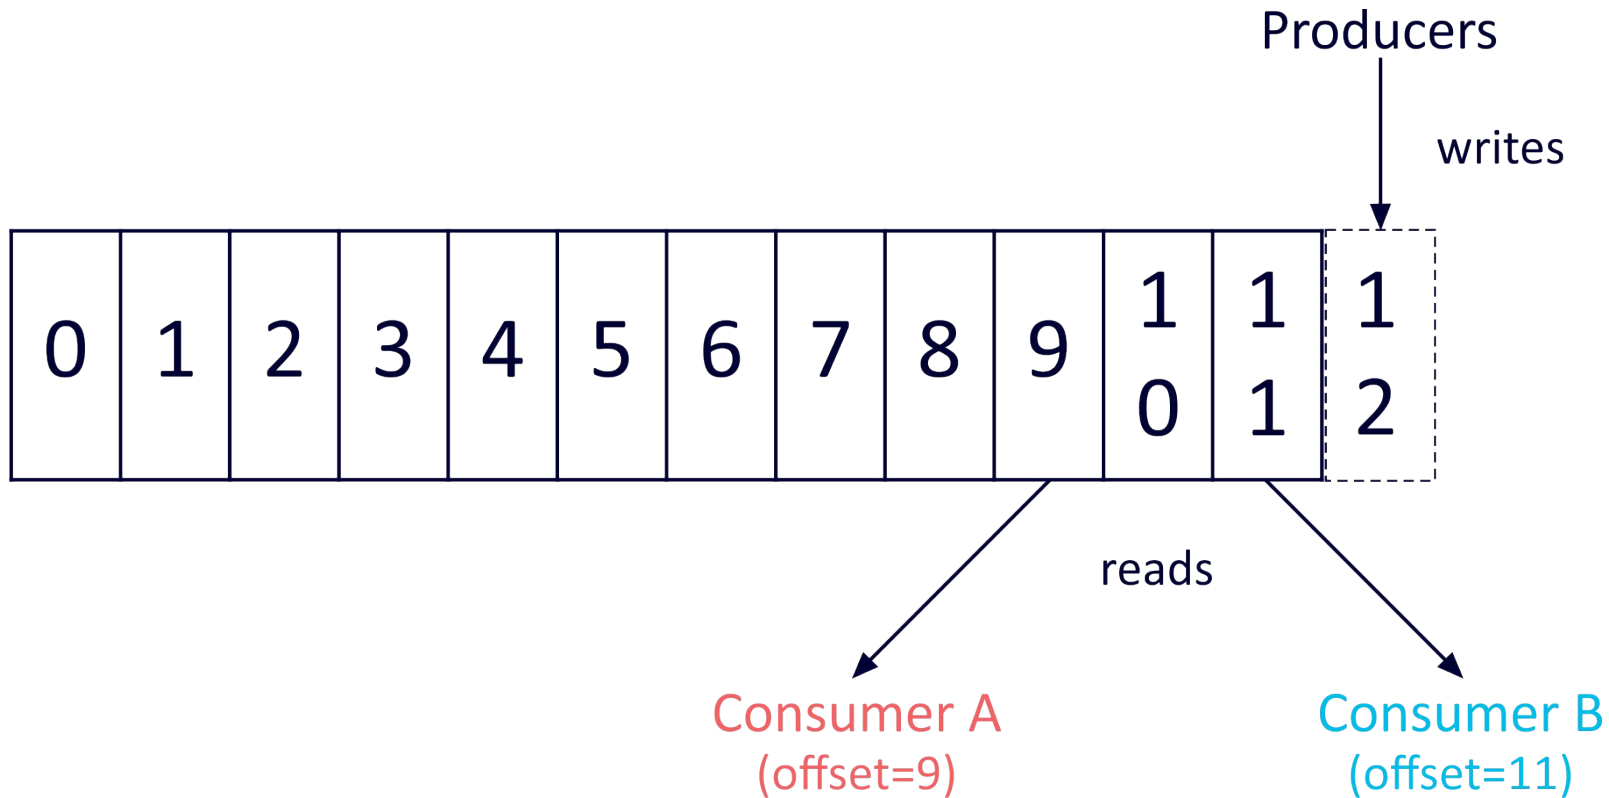 Producers
writes
0 1 2 3 4 5 6 7 8 9 10 11 12
reads
Consumer A
(offset=9)
Consumer B
(offset=11)